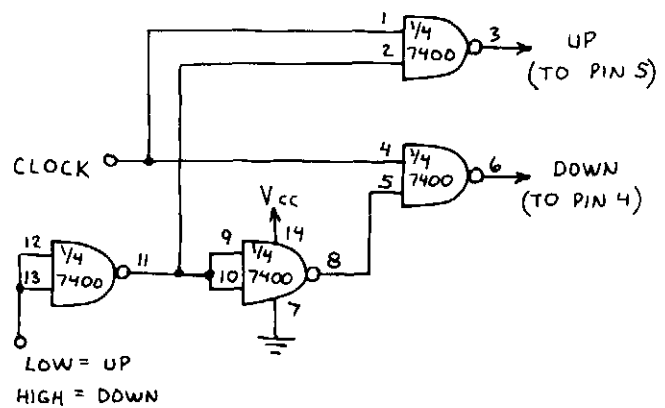 1
1/4
7400
2
3
UP
(TO PIN 5)
CLOCK
4
1/4
7400
5
6
DOWN
(TO PIN 4)
Vcc
14
12
1/4
7400
13
11
9
1/4
7400
10
8
7
LOW = UP
HIGH = DOWN